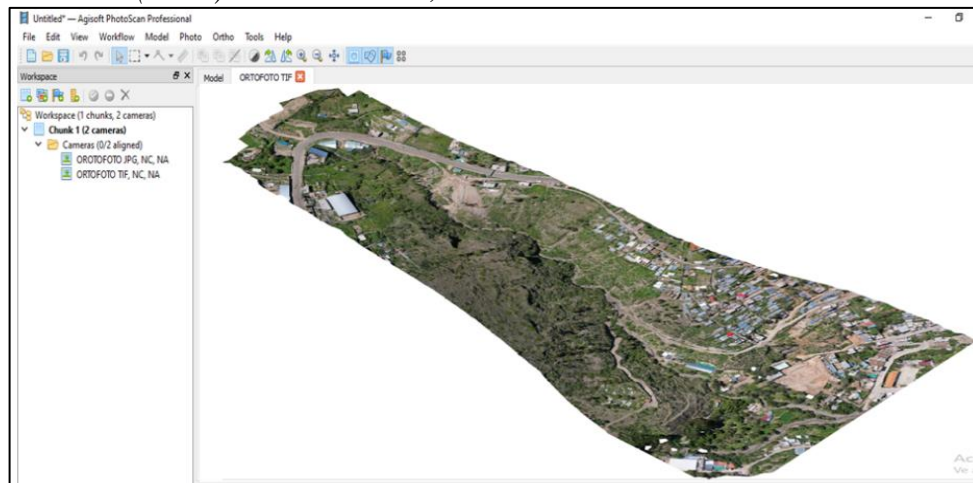 Untitled* — Agisoft PhotoScan Professional
File Edit View Workflow Model Photo Ortho Tools Help
Workspace
Model ORTOFOTO TIF
Workspace (1 chunks, 2 cameras)
Chunk 1 (2 cameras)
Cameras (0/2 aligned)
OROTOFOTO JPG, NC, NA
ORTOFOTO TIF, NC, NA